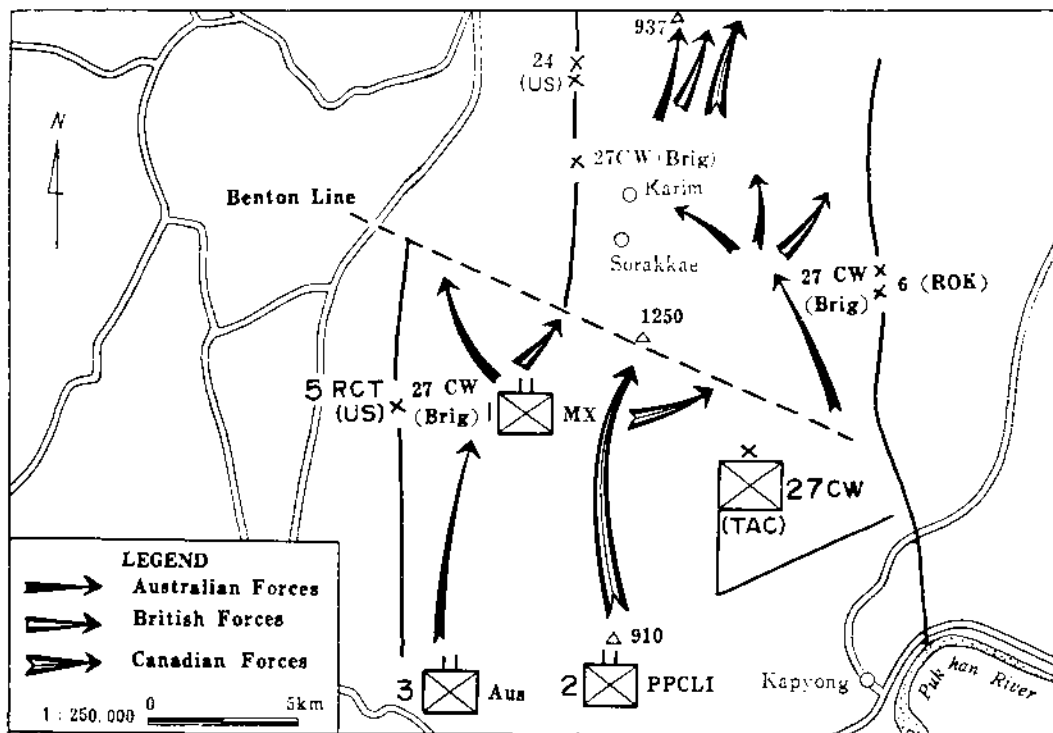 937
24
(US)
N
27CW (Brig)
Karim
Benton Line
Sorakkae
27 CW
(Brig)
6 (ROK)
1250
5 RCT
(US)
27 CW
(Brig)
1
MX
27CW
(TAC)
LEGEND
Australian Forces
British Forces
Canadian Forces
1 : 250,000
0
5km
910
3
Aus
2
PPCLI
Kapyong
Puk han River